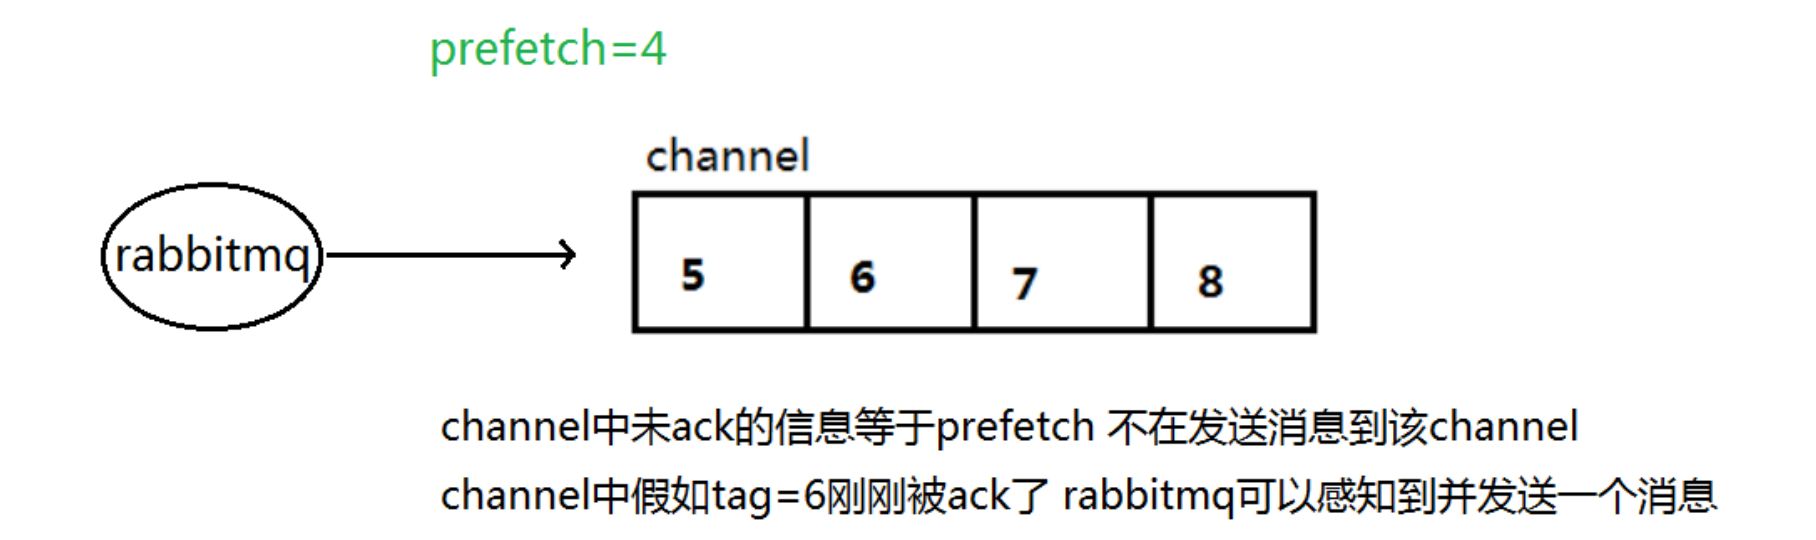 prefetch=4
channel
rabbitmq
5 6 7 8
channel中未ack的信息等于prefetch 不在发送消息到该channel
channel中假如tag=6刚刚被ack了 rabbitmq可以感知到并发送一个消息